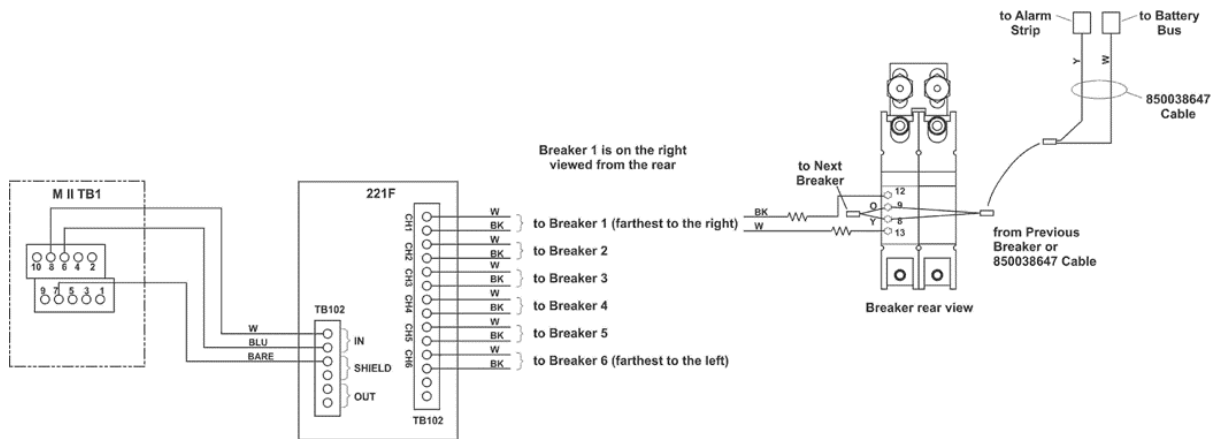 to Alarm
Strip
to Battery
Bus
Y
W
850038647
Cable
Breaker 1 is on the right
viewed from the rear
to Next
Breaker
M II TB1
221F
12
O
9
Y
8
13
BK
W
from Previous
Breaker or
850038647 Cable
Breaker rear view
CH1
W
BK
to Breaker 1 (farthest to the right)
CH2
W
BK
to Breaker 2
CH3
W
BK
to Breaker 3
CH4
W
BK
to Breaker 4
CH5
W
BK
to Breaker 5
CH6
W
BK
to Breaker 6 (farthest to the left)
10 8 6 4 2
9 7 5 3 1
TB102
W
BLU
BARE
IN
SHIELD
OUT
TB102